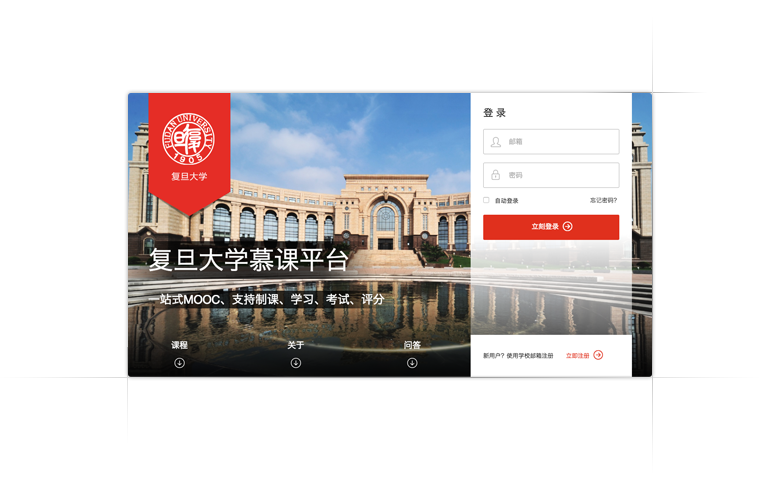 FUDAN UNIVERSITY
1905
复旦大学
复旦大学慕课平台
一站式MOOC、支持制课、学习、考试、评分
课程
关于
问答
登 录
邮箱
密码
自动登录
忘记密码?
立刻登录
新用户? 使用学校邮箱注册
立即注册